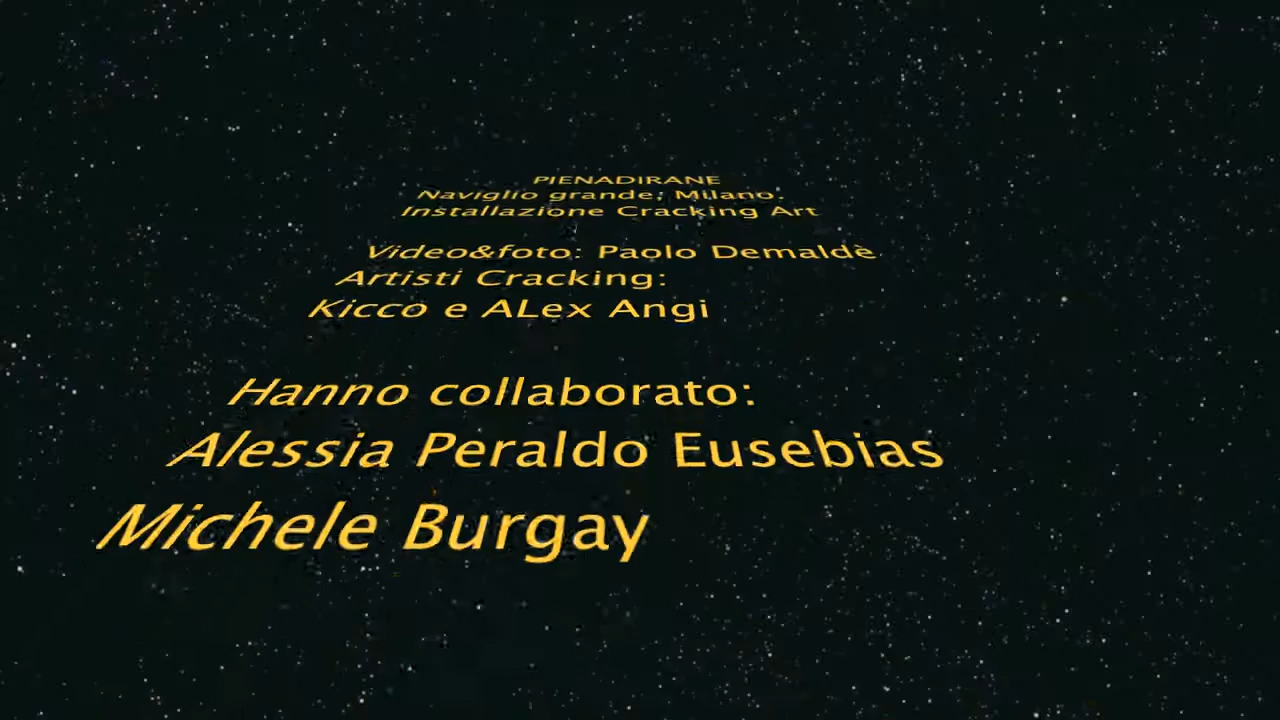 PIENADIRANE
Naviglio grande; Milano.
Installazione Cracking Art
Video&foto: Paolo Demaldè
Artisti Cracking:
Kicco e ALex Angi
Hanno collaborato:
Alessia Peraldo Eusebias
Michele Burgay